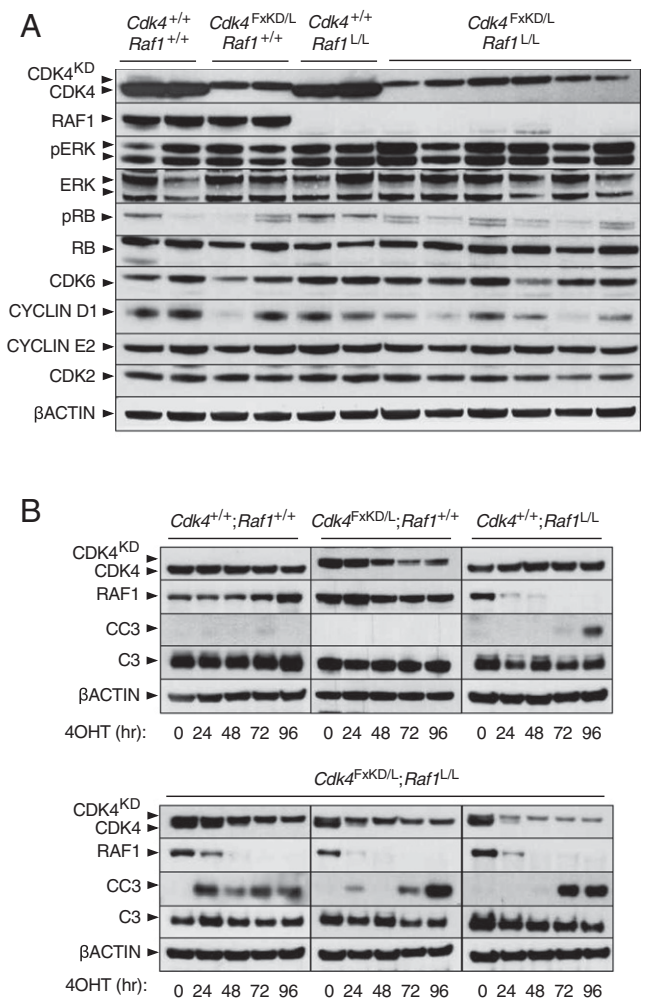 A
Cdk4+/+ Cdk4FxKD/L Cdk4+/+ Cdk4FxKD/L
Raf1+/+ Raf1+/+ Raf1L/L Raf1L/L
CDK4KD
CDK4
RAF1
pERK
ERK
pRB
RB
CDK6
CYCLIN D1
CYCLIN E2
CDK2
βACTIN
B
Cdk4+/+;Raf1+/+ Cdk4FxKD/L;Raf1+/+ Cdk4+/+;Raf1L/L
CDK4KD
CDK4
RAF1
CC3
C3
βACTIN
4OHT (hr): 0 24 48 72 96 0 24 48 72 96 0 24 48 72 96
Cdk4FxKD/L;Raf1L/L
CDK4KD
CDK4
RAF1
CC3
C3
βACTIN
4OHT (hr): 0 24 48 72 96 0 24 48 72 96 0 24 48 72 96